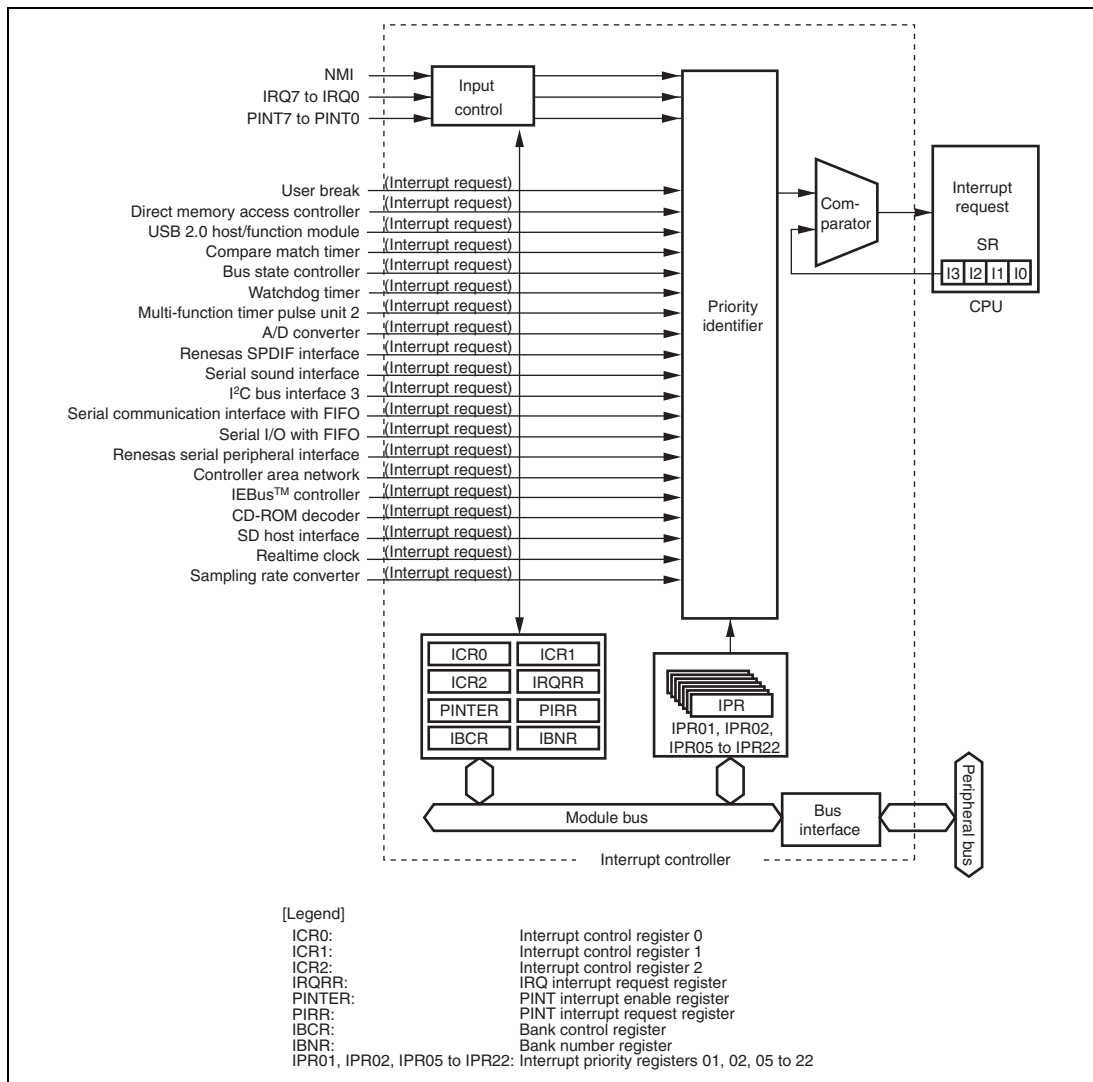 NMI
IRQ7 to IRQ0
PINT7 to PINT0
Input
control
User break
(Interrupt request)
Direct memory access controller
(Interrupt request)
USB 2.0 host/function module
(Interrupt request)
Compare match timer
(Interrupt request)
Bus state controller
(Interrupt request)
Watchdog timer
(Interrupt request)
Multi-function timer pulse unit 2
(Interrupt request)
A/D converter
(Interrupt request)
Renesas SPDIF interface
(Interrupt request)
Serial sound interface
(Interrupt request)
I²C bus interface 3
(Interrupt request)
Serial communication interface with FIFO
(Interrupt request)
Serial I/O with FIFO
(Interrupt request)
Renesas serial peripheral interface
(Interrupt request)
Controller area network
(Interrupt request)
IEBus™ controller
(Interrupt request)
CD-ROM decoder
(Interrupt request)
SD host interface
(Interrupt request)
Realtime clock
(Interrupt request)
Sampling rate converter
(Interrupt request)
Priority
identifier
Com-
parator
Interrupt
request
SR
I3 I2 I1 I0
CPU
ICR0 ICR1
ICR2 IRQRR
PINTER PIRR
IBCR IBNR
IPR
IPR01, IPR02,
IPR05 to IPR22
Module bus
Bus
interface
Peripheral bus
Interrupt controller
[Legend]
ICR0: Interrupt control register 0
ICR1: Interrupt control register 1
ICR2: Interrupt control register 2
IRQRR: IRQ interrupt request register
PINTER: PINT interrupt enable register
PIRR: PINT interrupt request register
IBCR: Bank control register
IBNR: Bank number register
IPR01, IPR02, IPR05 to IPR22: Interrupt priority registers 01, 02, 05 to 22